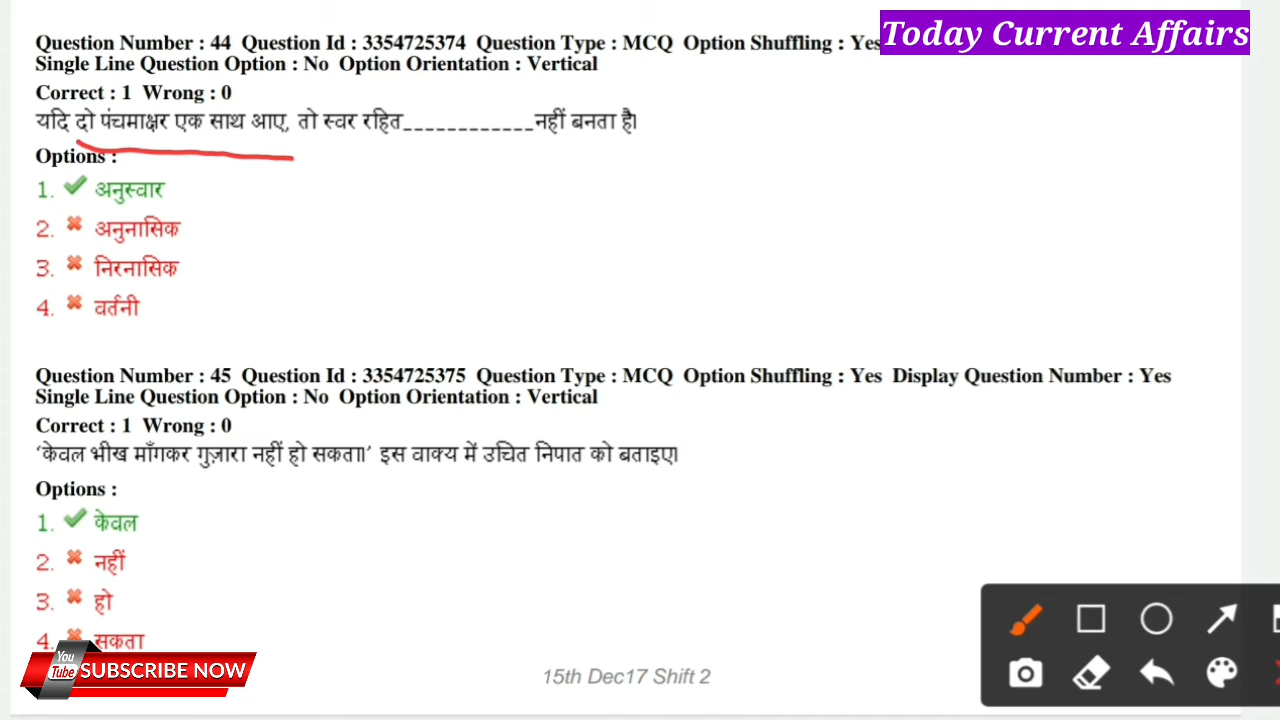 Today Current Affairs
Question Number : 44 Question Id : 3354725374 Question Type : MCQ Option Shuffling : Yes
Single Line Question Option : No Option Orientation : Vertical
Correct : 1 Wrong : 0
यदि दो पंचमाक्षर एक साथ आए, तो स्वर रहित____________नहीं बनता है।
Options :
1. अनुस्वार
2. अनुनासिक
3. निरनासिक
4. वर्तनी
Question Number : 45 Question Id : 3354725375 Question Type : MCQ Option Shuffling : Yes Display Question Number : Yes
Single Line Question Option : No Option Orientation : Vertical
Correct : 1 Wrong : 0
‘केवल भीख माँगकर गुज़ारा नहीं हो सकता।’ इस वाक्य में उचित निपात को बताइए।
Options :
1. केवल
2. नहीं
3. हो
4. सकता
You Tube SUBSCRIBE NOW
15th Dec17 Shift 2